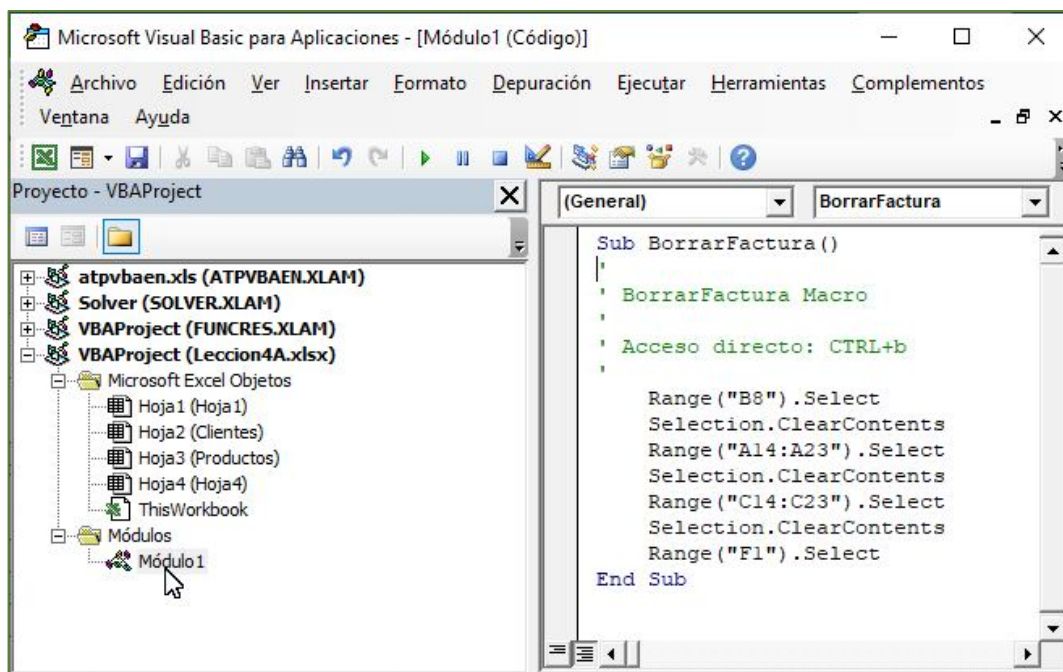 Microsoft Visual Basic para Aplicaciones - [Módulo1 (Código)]
Archivo Edición Ver Insertar Formato Depuración Ejecutar Herramientas Complementos
Ventana Ayuda
Proyecto - VBAProject
atpvbaen.xls (ATPVBAEN.XLAM)
Solver (SOLVER.XLAM)
VBAProject (FUNCRES.XLAM)
VBAProject (Leccion4A.xlsx)
Microsoft Excel Objetos
Hoja1 (Hoja1)
Hoja2 (Clientes)
Hoja3 (Productos)
Hoja4 (Hoja4)
ThisWorkbook
Módulos
Módulo1
(General) BorrarFactura
Sub BorrarFactura()
'
' BorrarFactura Macro
'
' Acceso directo: CTRL+b
'
Range("B8").Select
Selection.ClearContents
Range("A14:A23").Select
Selection.ClearContents
Range("C14:C23").Select
Selection.ClearContents
Range("F1").Select
End Sub